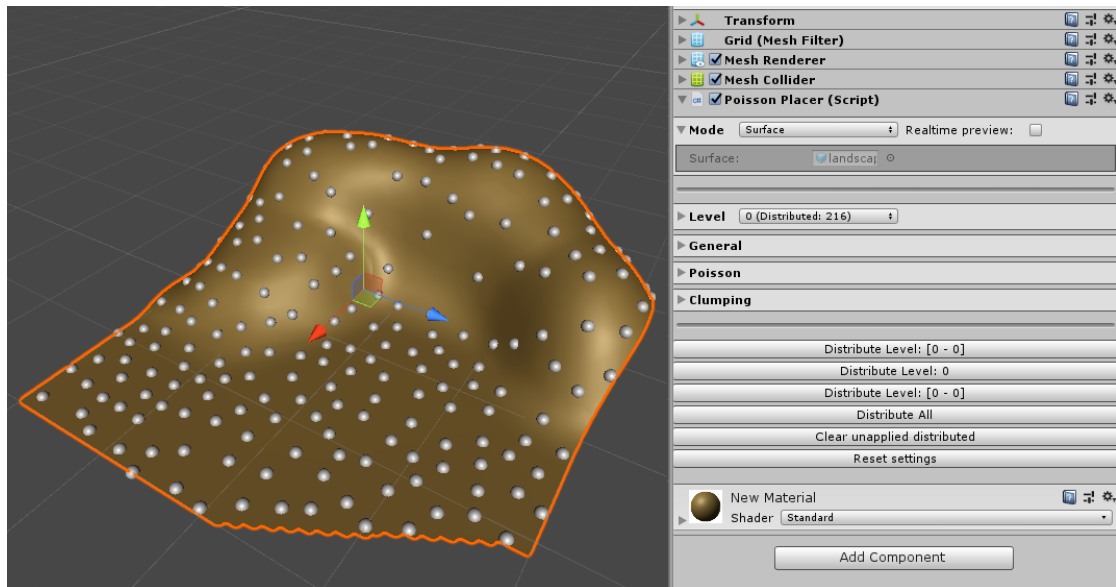 Transform
Grid (Mesh Filter)
Mesh Renderer
Mesh Collider
Poisson Placer (Script)
Mode Surface Realtime preview:
Surface: landscap
Level 0 (Distributed: 216)
General
Poisson
Clumping
Distribute Level: [0 - 0]
Distribute Level: 0
Distribute Level: [0 - 0]
Distribute All
Clear unapplied distributed
Reset settings
New Material
Shader Standard
Add Component